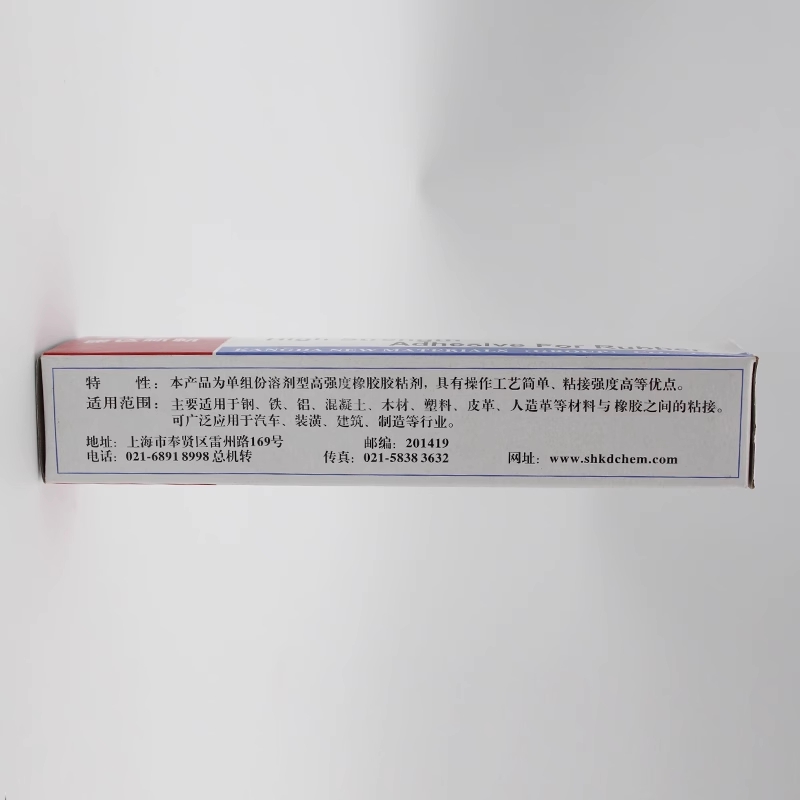 High Strength
Adhesive For Rubber
KANGDA NEW MATERIALS (GROUP)
特 性：本产品为单组份溶剂型高强度橡胶胶粘剂，具有操作工艺简单、粘接强度高等优点。
适用范围：主要适用于钢、铁、铝、混凝土、木材、塑料、皮革、人造革等材料与橡胶之间的粘接。
可广泛应用于汽车、装潢、建筑、制造等行业。
地址：上海市奉贤区雷州路169号 邮编：201419
电话：021-6891 8998 总机转 传真：021-5838 3632 网址：www.shkdchem.com